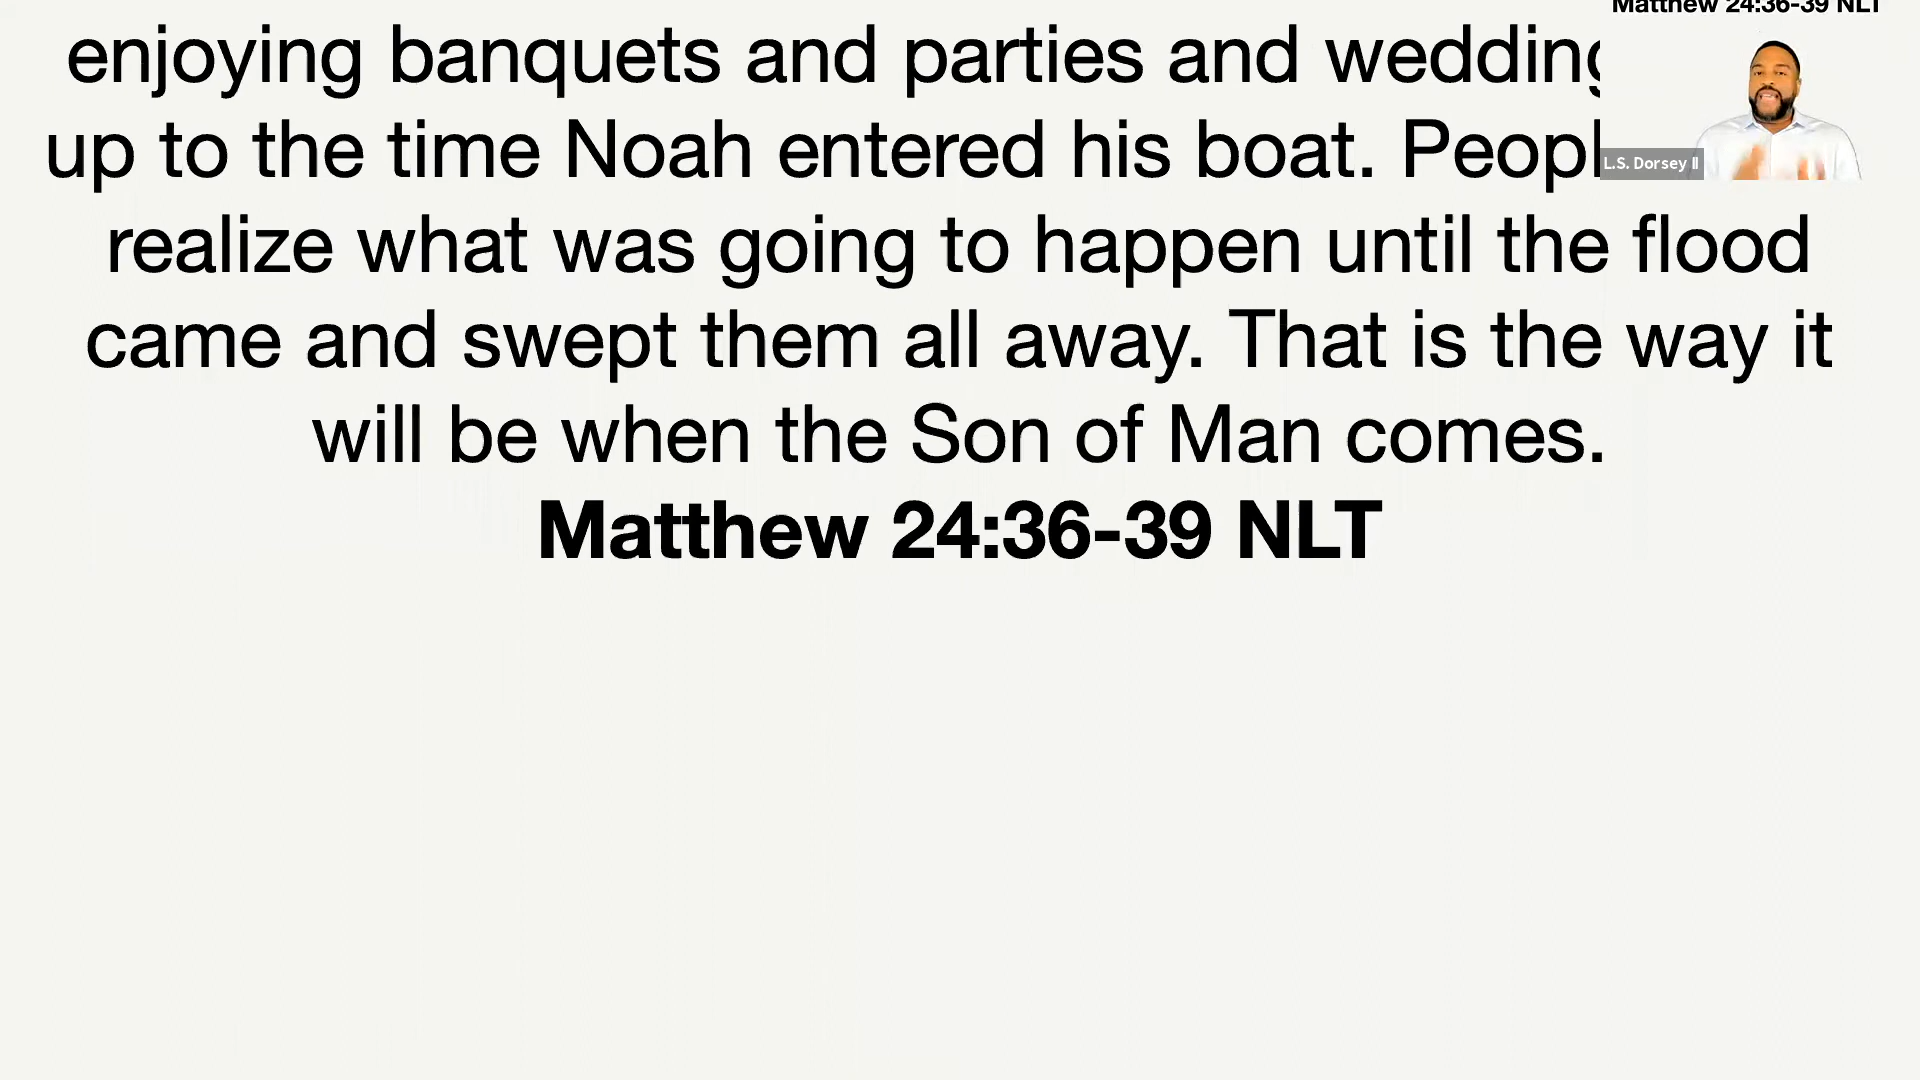 Matthew 24:36-39 NLT
enjoying banquets and parties and wedding
up to the time Noah entered his boat. Peopl
L.S. Dorsey II
realize what was going to happen until the flood
came and swept them all away. That is the way it
will be when the Son of Man comes.
Matthew 24:36-39 NLT